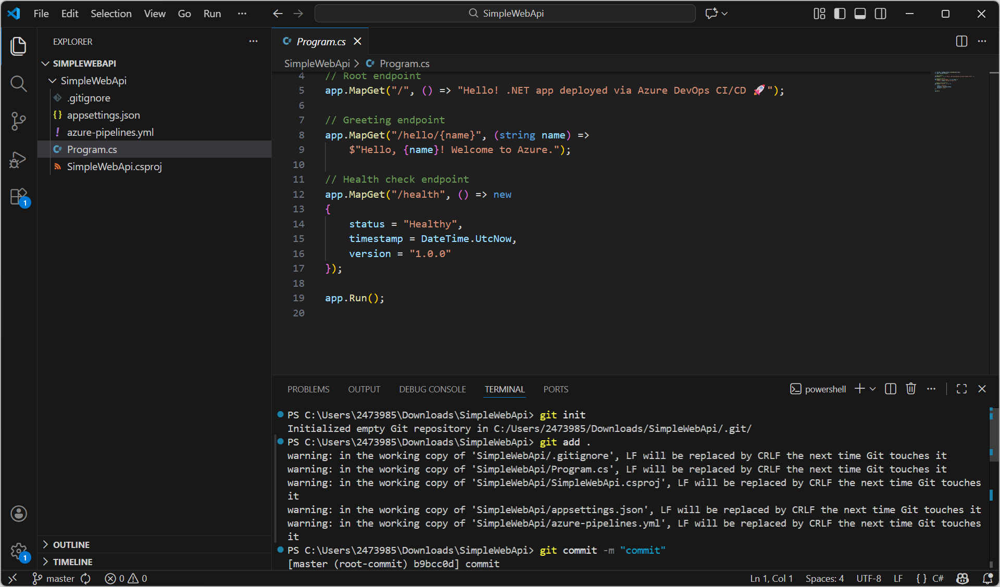 File Edit Selection View Go Run ···
SimpleWebApi
EXPLORER ···
SIMPLEWEBAPI
SimpleWebApi
.gitignore
{} appsettings.json
! azure-pipelines.yml
C# Program.cs
SimpleWebApi.csproj
1
OUTLINE
TIMELINE
1
C# Program.cs
SimpleWebApi > C# Program.cs
4 // Root endpoint
5 app.MapGet("/", () => "Hello! .NET app deployed via Azure DevOps CI/CD 🚀");
6
7 // Greeting endpoint
8 app.MapGet("/hello/{name}", (string name) =>
9 $"Hello, {name}! Welcome to Azure.");
10
11 // Health check endpoint
12 app.MapGet("/health", () => new
13 {
14 status = "Healthy",
15 timestamp = DateTime.UtcNow,
16 version = "1.0.0"
17 });
18
19 app.Run();
20
PROBLEMS OUTPUT DEBUG CONSOLE TERMINAL PORTS powershell
PS C:\Users\2473985\Downloads\SimpleWebApi> git init
Initialized empty Git repository in C:/Users/2473985/Downloads/SimpleWebApi/.git/
PS C:\Users\2473985\Downloads\SimpleWebApi> git add .
warning: in the working copy of 'SimpleWebApi/.gitignore', LF will be replaced by CRLF the next time Git touches it
warning: in the working copy of 'SimpleWebApi/Program.cs', LF will be replaced by CRLF the next time Git touches it
warning: in the working copy of 'SimpleWebApi/SimpleWebApi.csproj', LF will be replaced by CRLF the next time Git touches
it
warning: in the working copy of 'SimpleWebApi/appsettings.json', LF will be replaced by CRLF the next time Git touches it
warning: in the working copy of 'SimpleWebApi/azure-pipelines.yml', LF will be replaced by CRLF the next time Git touches
it
PS C:\Users\2473985\Downloads\SimpleWebApi> git commit -m "commit"
[master (root-commit) b9bcc0d] commit
master 0 0 Ln 1, Col 1 Spaces: 4 UTF-8 LF {} C#